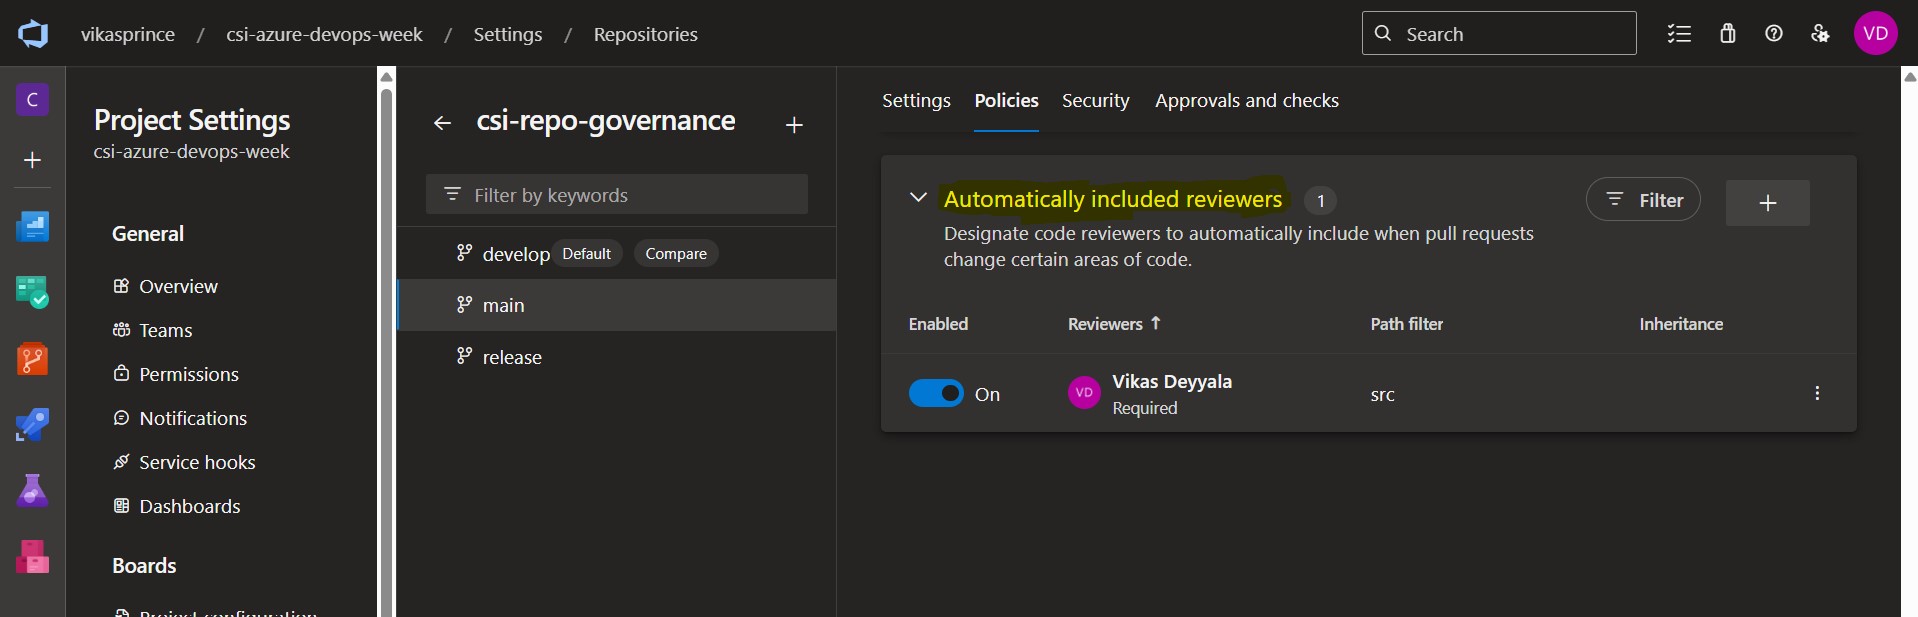 vikasprince / csi-azure-devops-week / Settings / Repositories
Search
VD
C
Project Settings
csi-azure-devops-week
General
Overview
Teams
Permissions
Notifications
Service hooks
Dashboards
Boards
Project configuration
csi-repo-governance
Filter by keywords
develop Default Compare
main
release
Settings Policies Security Approvals and checks
Automatically included reviewers 1
Filter
Designate code reviewers to automatically include when pull requests
change certain areas of code.
Enabled Reviewers Path filter Inheritance
On VD Vikas Deyyala src
Required